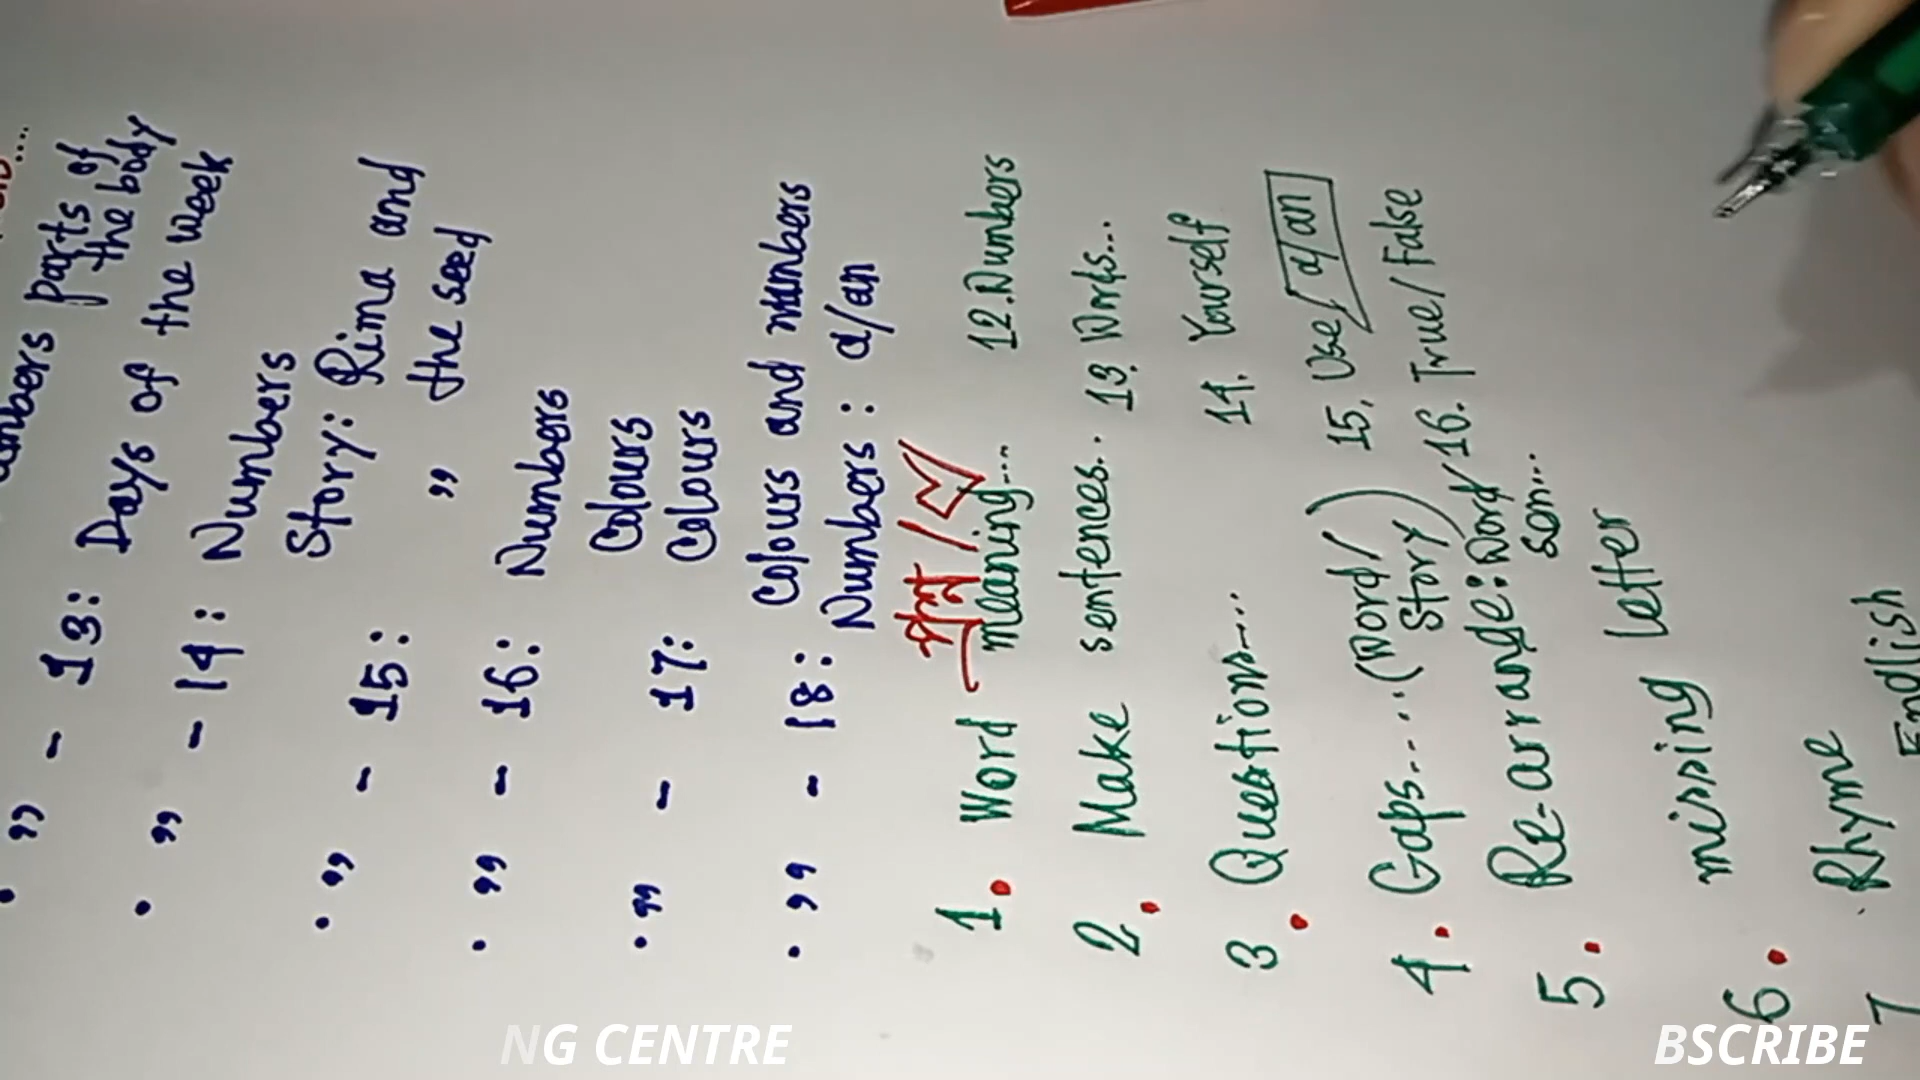 numbers parts of
the body
" - 13: Days of the week
" - 14: Numbers
Story: Rima and
" - 15: " the seed
" - 16: Numbers
Colours
" - 17: Colours
Colours and numbers
" - 18: Numbers: a/an
1. Word meaning.... 12. Numbers
2. Make sentences.. 13. Words...
3. Questions..... 14. Yourself
4. Gaps.....(Word/ Story) 15. Use a/an
5. Re-arrange: Word/ Sen... 16. True/False
6. missing letter
7 Rhyme
English
NG CENTRE
BSCRIBE